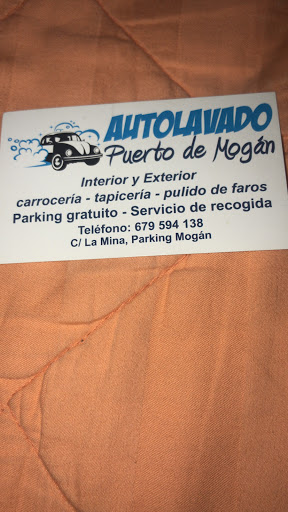 AUTOLAVADO
Puerto de Mogán
Interior y Exterior
carrocería - tapicería - pulido de faros
Parking gratuito - Servicio de recogida
Teléfono: 679 594 138
C/ La Mina, Parking Mogán